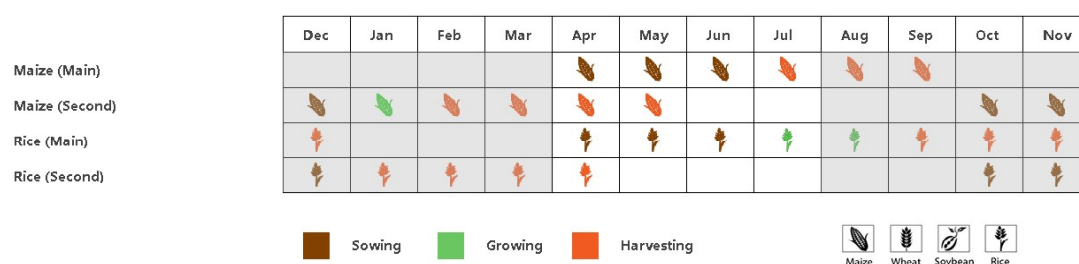 Dec Jan Feb Mar Apr May Jun Jul Aug Sep Oct Nov
Maize (Main)
Maize (Second)
Rice (Main)
Rice (Second)
Sowing Growing Harvesting
Maize Wheat Soybean Rice